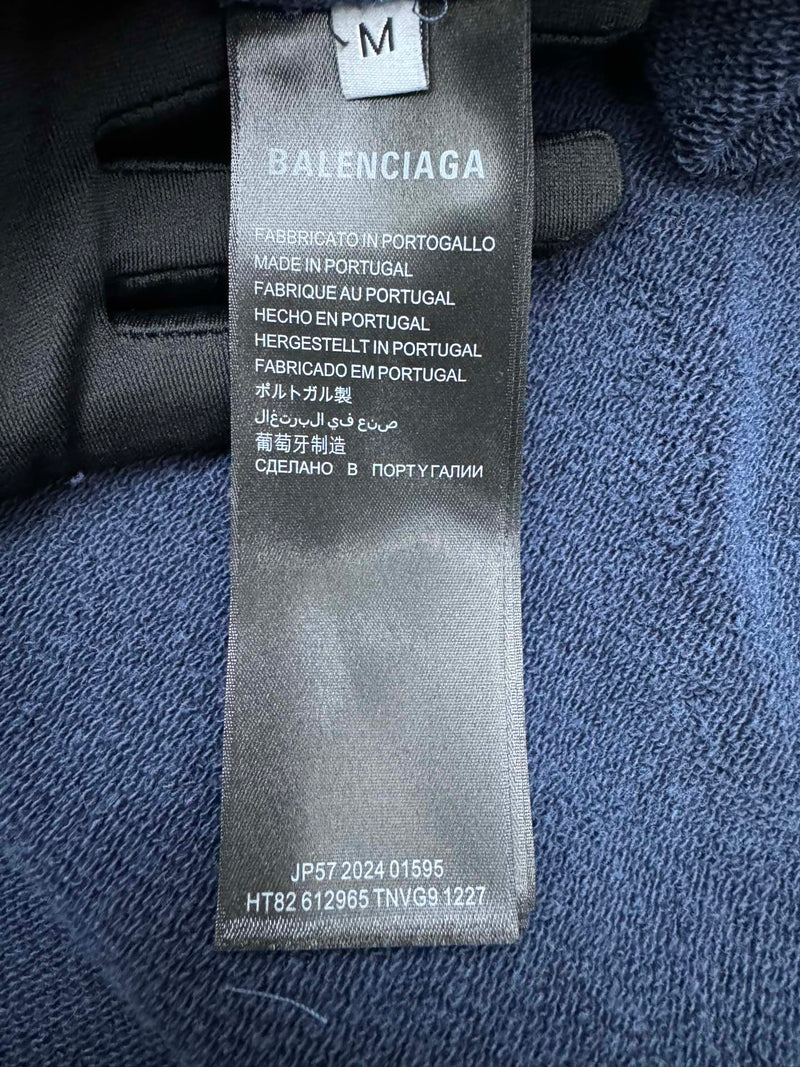 M
BALENCIAGA
FABBRICATO IN PORTOGALLO
MADE IN PORTUGAL
FABRIQUE AU PORTUGAL
HECHO EN PORTUGAL
HERGESTELLT IN PORTUGAL
FABRICADO EM PORTUGAL
ポルトガル製
صنع في البرتغال
葡萄牙制造
СДЕЛАНО В ПОРТУГАЛИИ
JP57 2024 01595
HT82 612965 TNVG9 1227